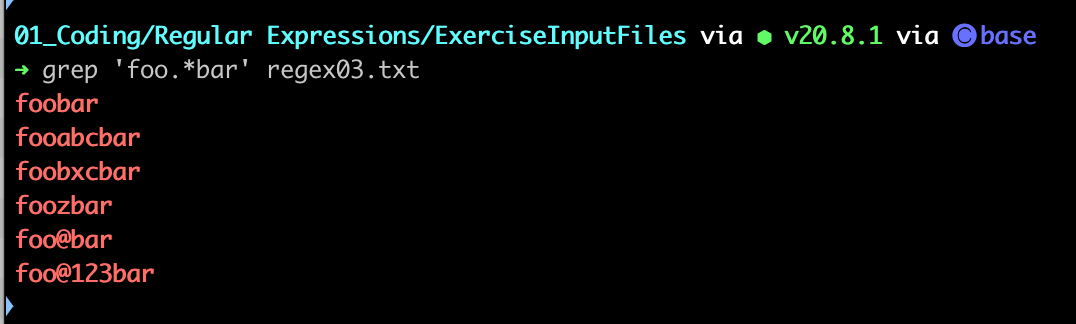 01_Coding/Regular Expressions/ExerciseInputFiles via ⬢ v20.8.1 via 🅒 base
➜ grep 'foo.*bar' regex03.txt
foobar
fooabcbar
foobxcbar
foozbar
foo@bar
foo@123bar